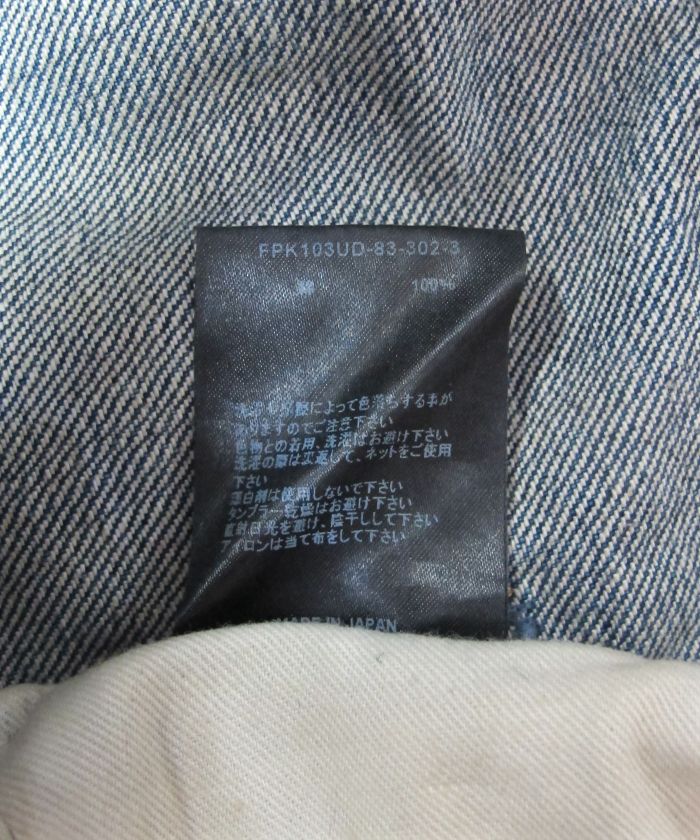 FPK103UD-83-302-3
綿 100%
によって色落ちする事が
ありますのでご注意下さい
色物との着用、洗濯はお避け下さい
洗濯の際は裏返して、ネットをご使用
下さい
漂白剤は使用しないで下さい
タンブラー乾燥はお避け下さい
直射日光を避け、陰干しして下さい
アイロンは当て布をして下さい
MADE IN JAPAN